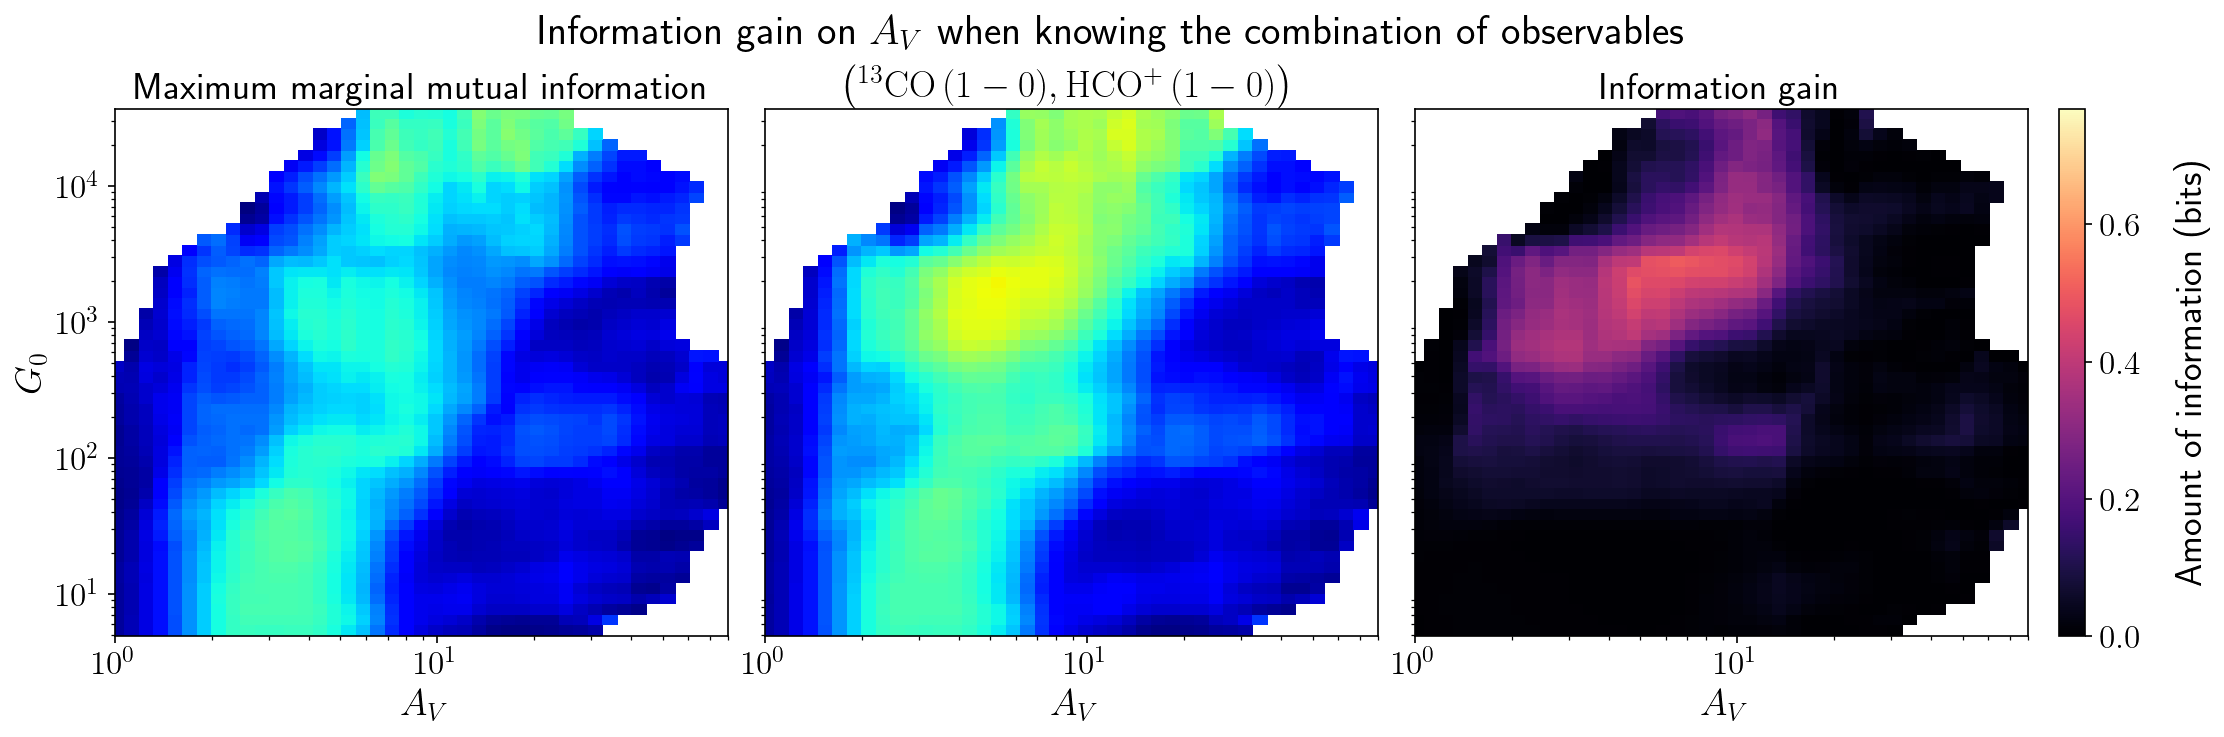 Information gain on A_V when knowing the combination of observables
Maximum marginal mutual information
(¹³CO (1 − 0), HCO⁺ (1 − 0))
Information gain
G₀
10⁴
10³
10²
10¹
10⁰ 10¹
A_V
10⁰ 10¹
A_V
10⁰ 10¹
A_V
0.6
0.4
0.2
0.0
Amount of information (bits)